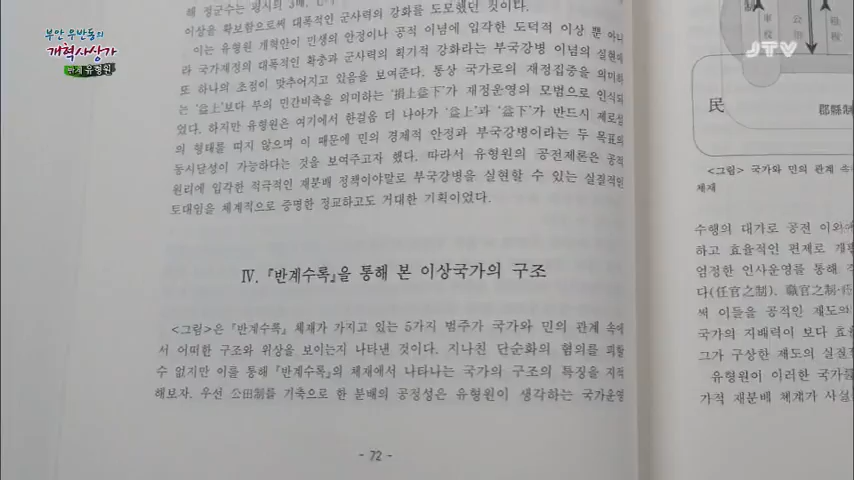 부안 우반동의
개혁사상가
반계 유형원
JTV
해 정군수는 평시의 3배,
이상을 확보함으로써 대폭적인 군사력의 강화를 도모했던 것이다.
이는 유형원 개혁안이 민생의 안정이나 공적 이념에 입각한 도덕적 이상 뿐 아니
라 국가재정의 대폭적인 확충과 군사력의 획기적 강화라는 부국강병 이념의 실현에
또 하나의 초점이 맞추어지고 있음을 보여준다. 통상 국가로의 재정집중을 의미하
는 '益上'보다 부의 민간비축을 의미하는 '損上益下'가 재정운영의 모범으로 인식되
었다. 하지만 유형원은 여기에서 한걸음 더 나아가 '益上'과 '益下'가 반드시 제로섬
의 형태를 띠지 않으며 이 때문에 민의 경제적 안정과 부국강병이라는 두 목표의
동시달성이 가능하다는 것을 보여주고자 했다. 따라서 유형원의 공전제론은 공적
원리에 입각한 적극적인 재분배 정책이야말로 부국강병을 실현할 수 있는 실질적인
토대임을 체계적으로 증명한 정교하고도 거대한 기획이었다.
Ⅳ. 『반계수록』을 통해 본 이상국가의 구조
<그림>은 『반계수록』 체재가 가지고 있는 5가지 범주가 국가와 민의 관계 속에
서 어떠한 구조와 위상을 보이는지 나타낸 것이다. 지나친 단순화의 혐의를 피할
수 없지만 이를 통해 『반계수록』의 체재에서 나타나는 국가의 구조의 특징을 지적
해보자. 우선 公田制를 기축으로 한 분배의 공정성은 유형원이 생각하는 국가운영
- 72 -
軍役
公田
租稅
民
郡縣制
<그림> 국가와 민의 관계 속
체재
수행의 대가로 공전 이외에
하고 효율적인 편제로 개편
엄정한 인사운영을 통해
다(任官之制). 職官之制·
써 이들을 공적인 제도의
국가의 지배력이 보다 효
그가 구상한 제도의 실질
유형원이 이러한 국가를
가적 재분배 체계가 사실